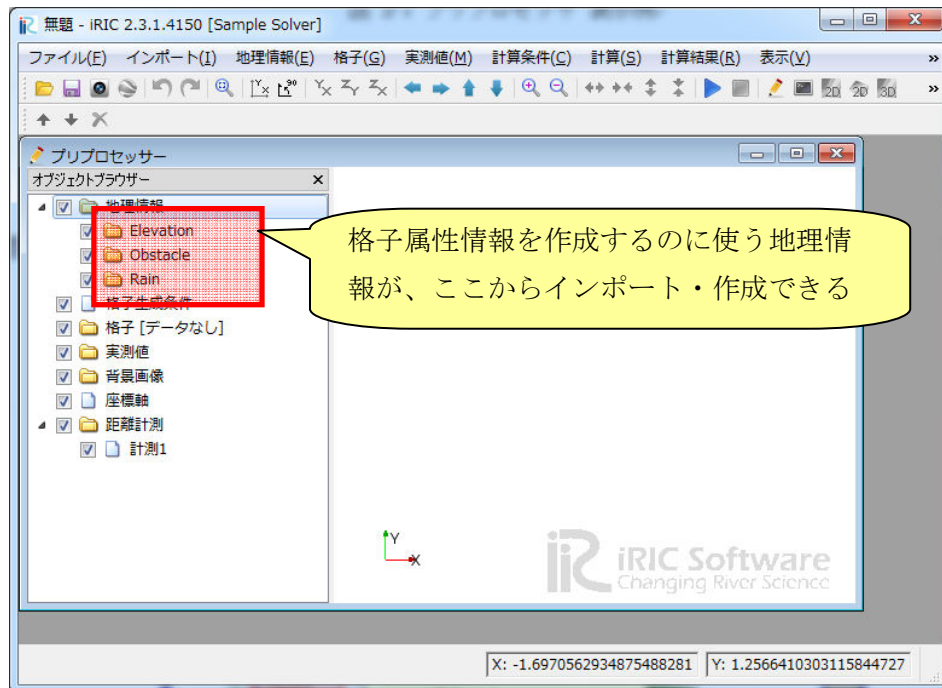 無題 - iRIC 2.3.1.4150 [Sample Solver]
ファイル(F) インポート(I) 地理情報(E) 格子(G) 実測値(M) 計算条件(C) 計算(S) 計算結果(R) 表示(V) »
プリプロセッサー
オブジェクトブラウザー
地理情報
Elevation
Obstacle
Rain
格子生成条件
格子 [データなし]
実測値
背景画像
座標軸
距離計測
計測1
格子属性情報を作成するのに使う地理情
報が、ここからインポート・作成できる
Y
X
iRIC Software
Changing River Science
X: -1.6970562934875488281 Y: 1.2566410303115844727